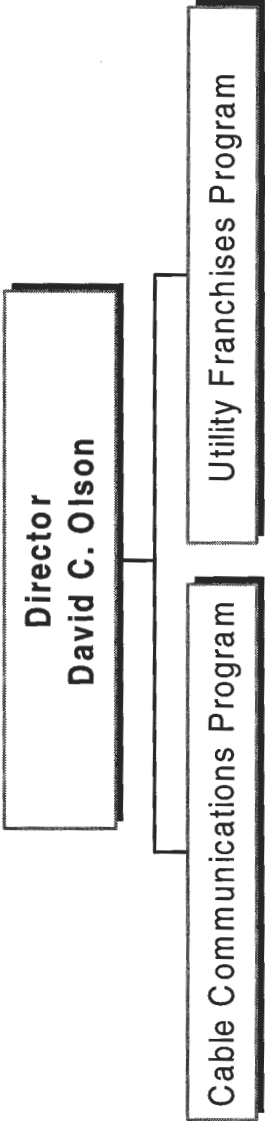 Director
David C. Olson
Cable Communications Program
Utility Franchises Program